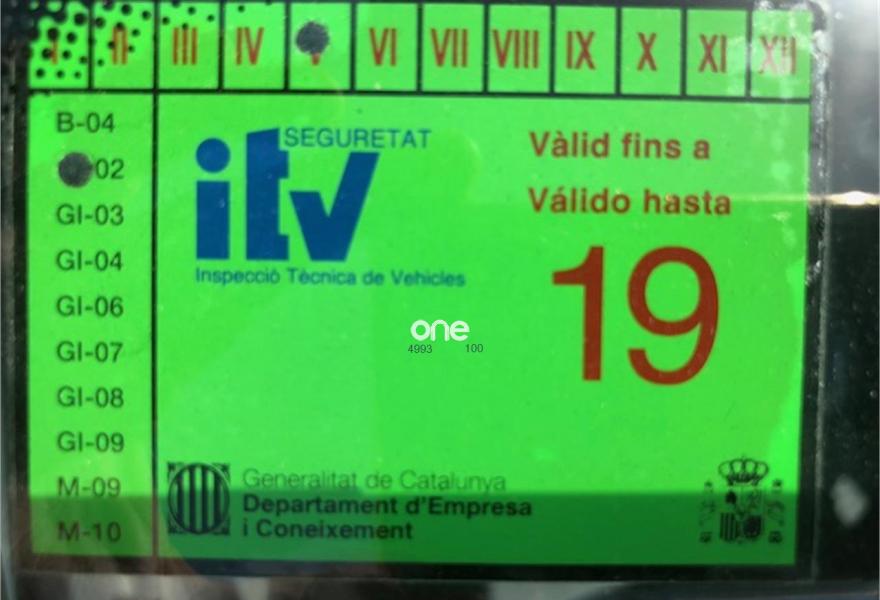 I II III IV V VI VII VIII IX X XI XII
B-04
02
GI-03
GI-04
GI-06
GI-07
GI-08
GI-09
M-09
M-10
SEGURETAT
itv
Inspecció Tècnica de Vehicles
Vàlid fins a
Válido hasta
19
one
4993 100
Generalitat de Catalunya
Departament d'Empresa
i Coneixement